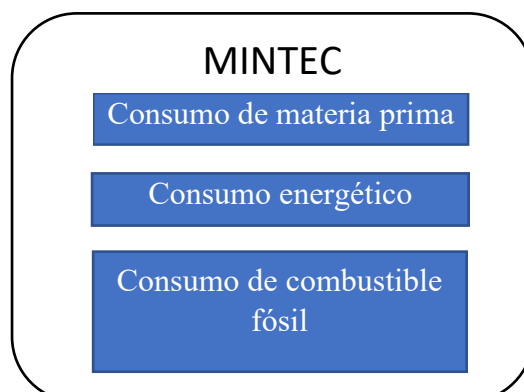 MINTEC
Consumo de materia prima
Consumo energético
Consumo de combustible
fósil